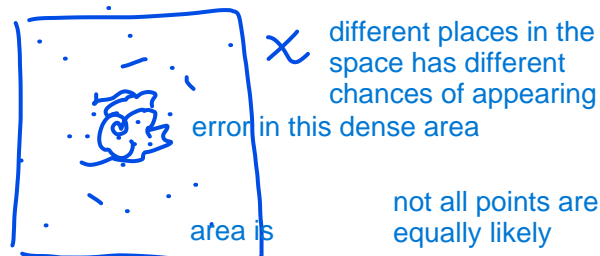 x
different places in the
space has different
chances of appearing
error in this dense area
not all points are
equally likely
area is